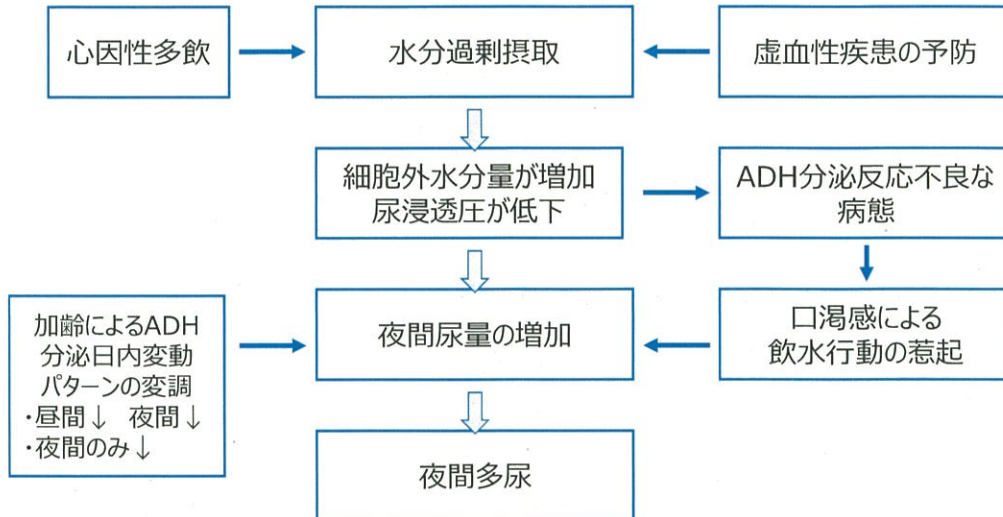 心因性多飲
水分過剰摂取
虚血性疾患の予防
細胞外水分量が増加
尿浸透圧が低下
ADH分泌反応不良な
病態
加齢によるADH
分泌日内変動
パターンの変調
・昼間↓ 夜間↓
・夜間のみ↓
夜間尿量の増加
口渇感による
飲水行動の惹起
夜間多尿